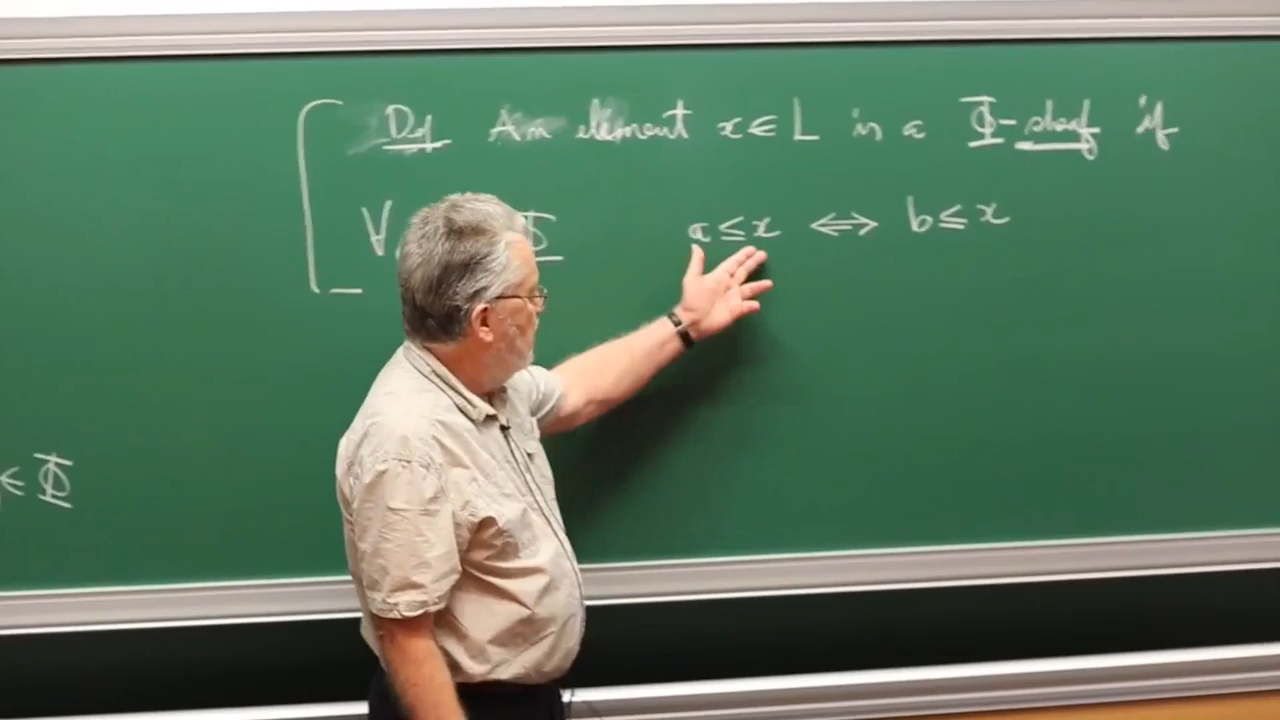 Def An element x ∈ L is a Φ-sheaf if
∀ Φ a ≤ x ⟺ b ≤ x
∈ Φ